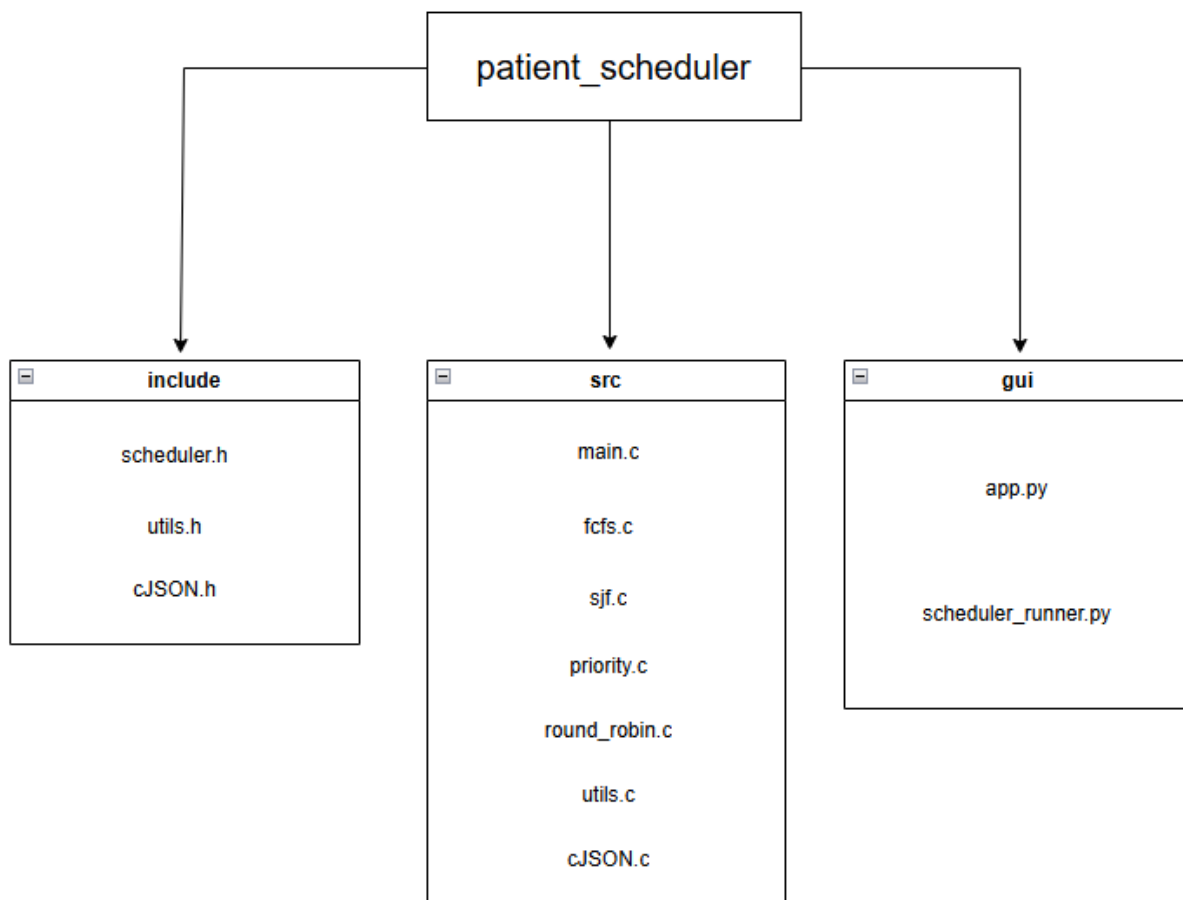 patient_scheduler
include
scheduler.h
utils.h
cJSON.h
src
main.c
fcfs.c
sjf.c
priority.c
round_robin.c
utils.c
cJSON.c
gui
app.py
scheduler_runner.py